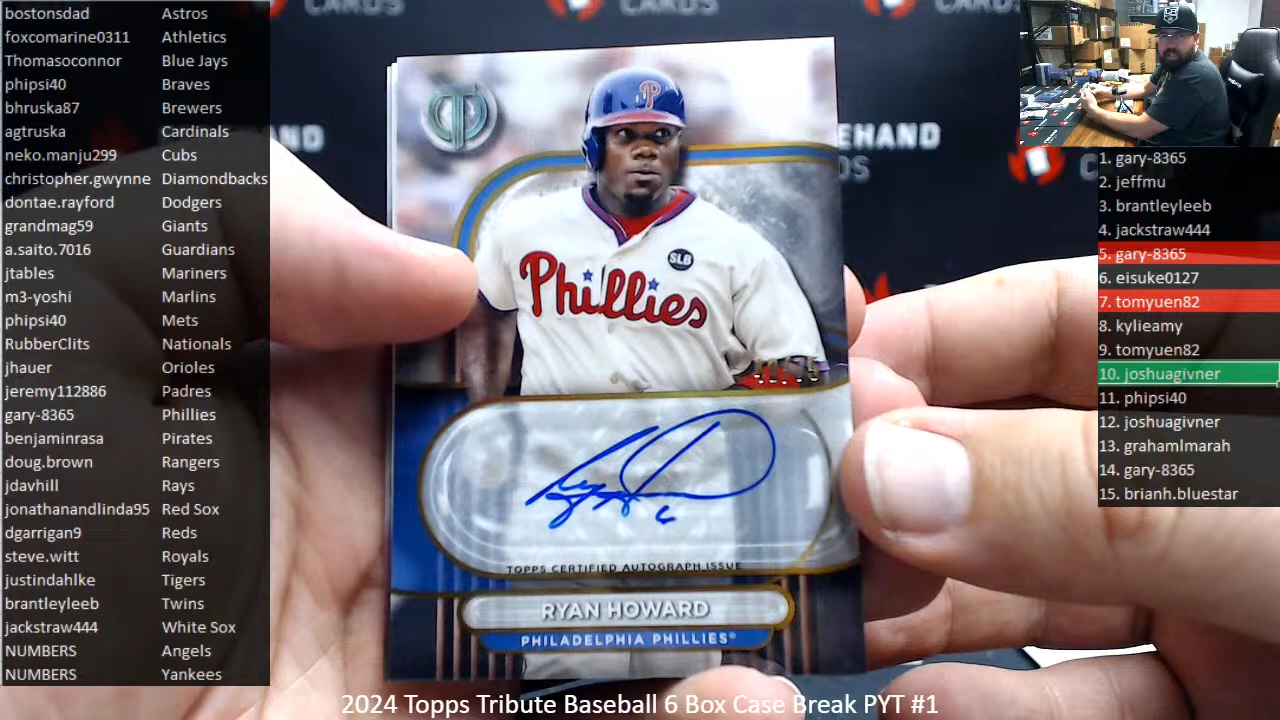 bostonsdad Astros
foxcomarine0311 Athletics
Thomasoconnor Blue Jays
phipsi40 Braves
bhruska87 Brewers
agtruska Cardinals
neko.manju299 Cubs
christopher.gwynne Diamondbacks
dontae.rayford Dodgers
grandmag59 Giants
a.saito.7016 Guardians
jtables Mariners
m3-yoshi Marlins
phipsi40 Mets
RubberClits Nationals
jhauer Orioles
jeremy112886 Padres
gary-8365 Phillies
benjaminrasa Pirates
doug.brown Rangers
jdavhill Rays
jonathanandlinda95 Red Sox
dgarrigan9 Reds
steve.witt Royals
justindahlke Tigers
brantleyleeb Twins
jackstraw444 White Sox
NUMBERS Angels
NUMBERS Yankees
CARDS
CARDS
CARDS
EHAND
P
SLB
Phillies
TOPPS CERTIFIED AUTOGRAPH ISSUE
RYAN HOWARD
PHILADELPHIA PHILLIES®
1. gary-8365
2. jeffmu
3. brantleyleeb
4. jackstraw444
5. gary-8365
6. eisuke0127
7. tomyuen82
8. kylieamy
9. tomyuen82
10. joshuagivner
11. phipsi40
12. joshuagivner
13. grahamlmarah
14. gary-8365
15. brianh.bluestar
2024 Topps Tribute Baseball 6 Box Case Break PYT #1